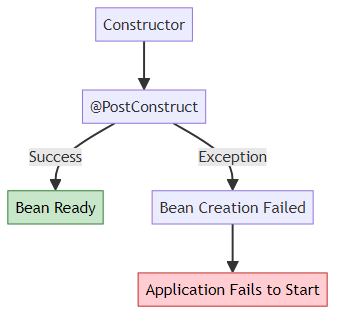 Constructor
@PostConstruct
Success
Exception
Bean Ready
Bean Creation Failed
Application Fails to Start